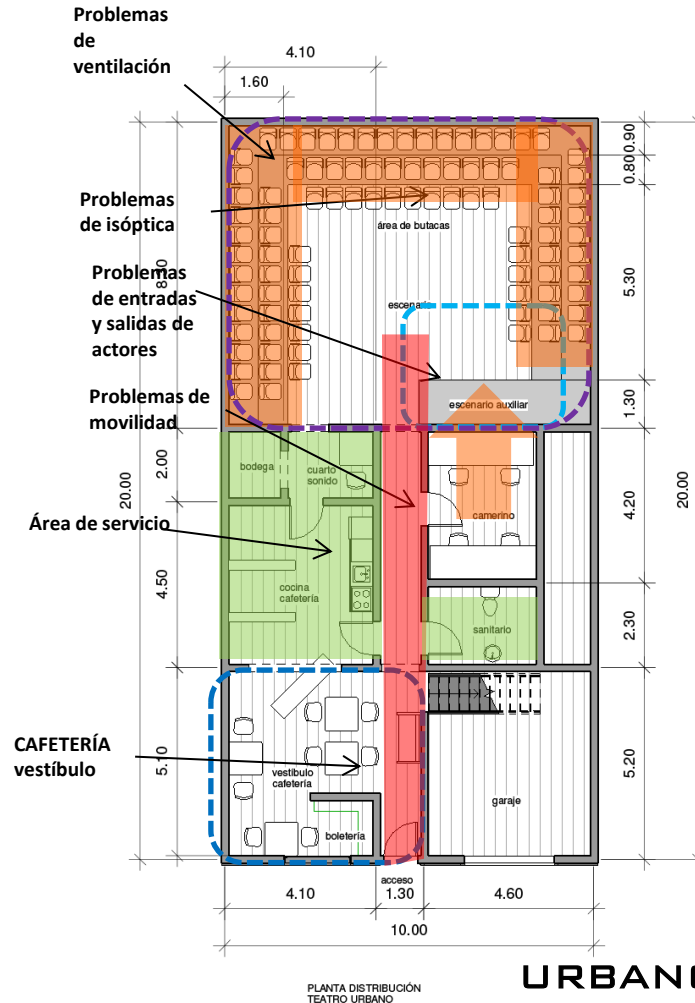 Problemas
de
ventilación
4.10
1.60
0.90
0.80
Problemas
de isóptica
área de butacas
20.00
20.00
Problemas
de entradas
y salidas de
actores
escenario
5.30
escenario auxiliar
1.30
Problemas de
movilidad
bodega
cuarto
sonido
2.00
camerino
4.20
Área de servicio
4.50
cocina
cafetería
sanitario
2.30
CAFETERÍA
vestíbulo
5.10
vestíbulo
cafetería
boletería
garaje
5.20
acceso
4.10
1.30
4.60
10.00
PLANTA DISTRIBUCIÓN
TEATRO URBANO